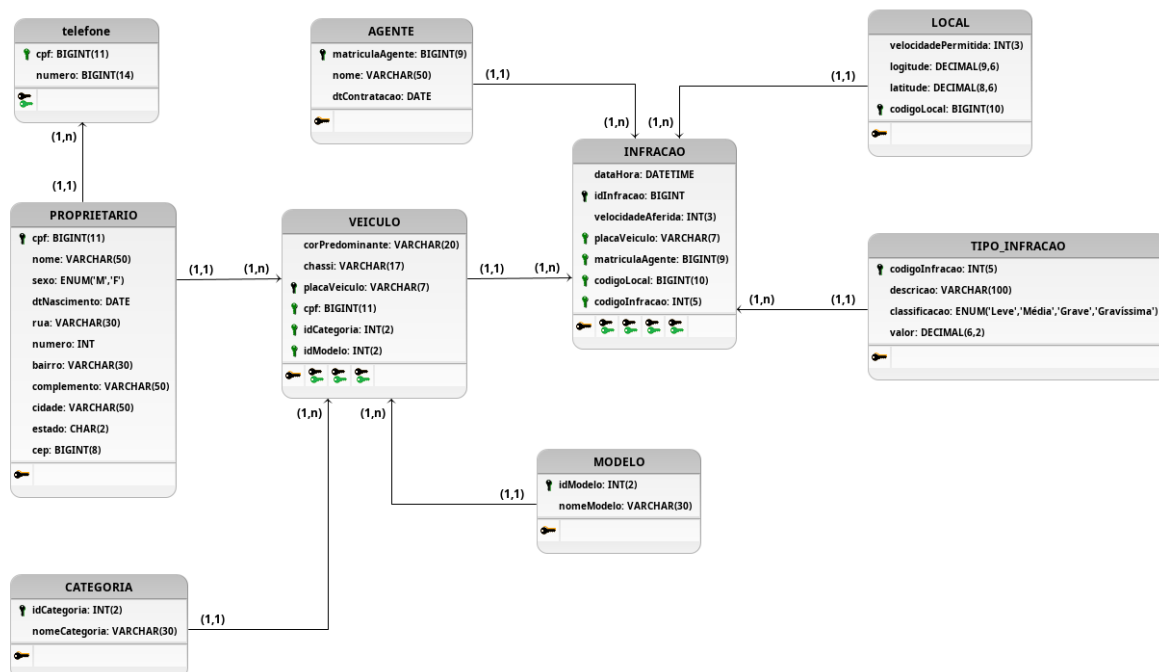 telefone
cpf: BIGINT(11)
numero: BIGINT(14)
AGENTE
matriculaAgente: BIGINT(9)
nome: VARCHAR(50)
dtContratacao: DATE
LOCAL
velocidadePermitida: INT(3)
logitude: DECIMAL(9,6)
latitude: DECIMAL(8,6)
codigoLocal: BIGINT(10)
(1,1)
(1,1)
(1,n)
(1,n)
(1,n)
(1,1)
INFRACAO
dataHora: DATETIME
idInfracao: BIGINT
velocidadeAferida: INT(3)
placaVeiculo: VARCHAR(7)
matriculaAgente: BIGINT(9)
codigoLocal: BIGINT(10)
codigoInfracao: INT(5)
PROPRIETARIO
cpf: BIGINT(11)
nome: VARCHAR(50)
sexo: ENUM('M','F')
dtNascimento: DATE
rua: VARCHAR(30)
numero: INT
bairro: VARCHAR(30)
complemento: VARCHAR(50)
cidade: VARCHAR(50)
estado: CHAR(2)
cep: BIGINT(8)
(1,1)
(1,n)
VEICULO
corPredominante: VARCHAR(20)
chassi: VARCHAR(17)
placaVeiculo: VARCHAR(7)
cpf: BIGINT(11)
idCategoria: INT(2)
idModelo: INT(2)
(1,1)
(1,n)
TIPO_INFRACAO
codigoInfracao: INT(5)
descricao: VARCHAR(100)
classificacao: ENUM('Leve','Média','Grave','Gravíssima')
valor: DECIMAL(6,2)
(1,n)
(1,1)
(1,n)
(1,n)
MODELO
idModelo: INT(2)
nomeModelo: VARCHAR(30)
(1,1)
CATEGORIA
idCategoria: INT(2)
nomeCategoria: VARCHAR(30)
(1,1)